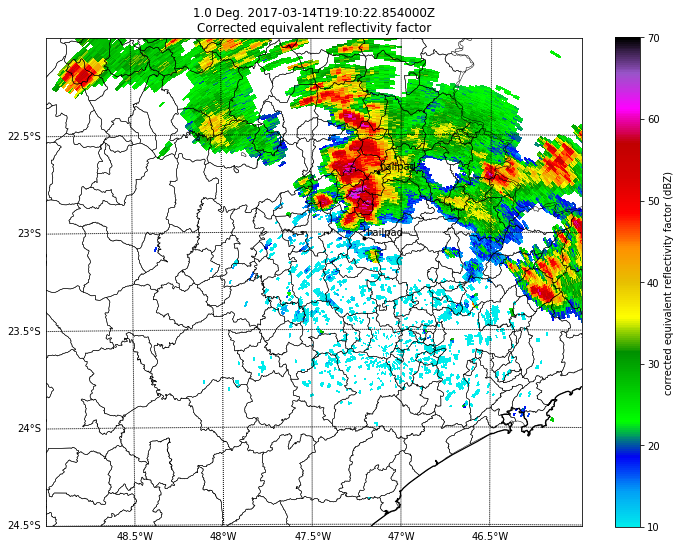 1.0 Deg. 2017-03-14T19:10:22.854000Z
Corrected equivalent reflectivity factor
22.5°S
23°S
23.5°S
24°S
24.5°S
48.5°W
48°W
47.5°W
47°W
46.5°W
hailpad
hailpad
70
60
50
40
30
20
10
corrected equivalent reflectivity factor (dBZ)